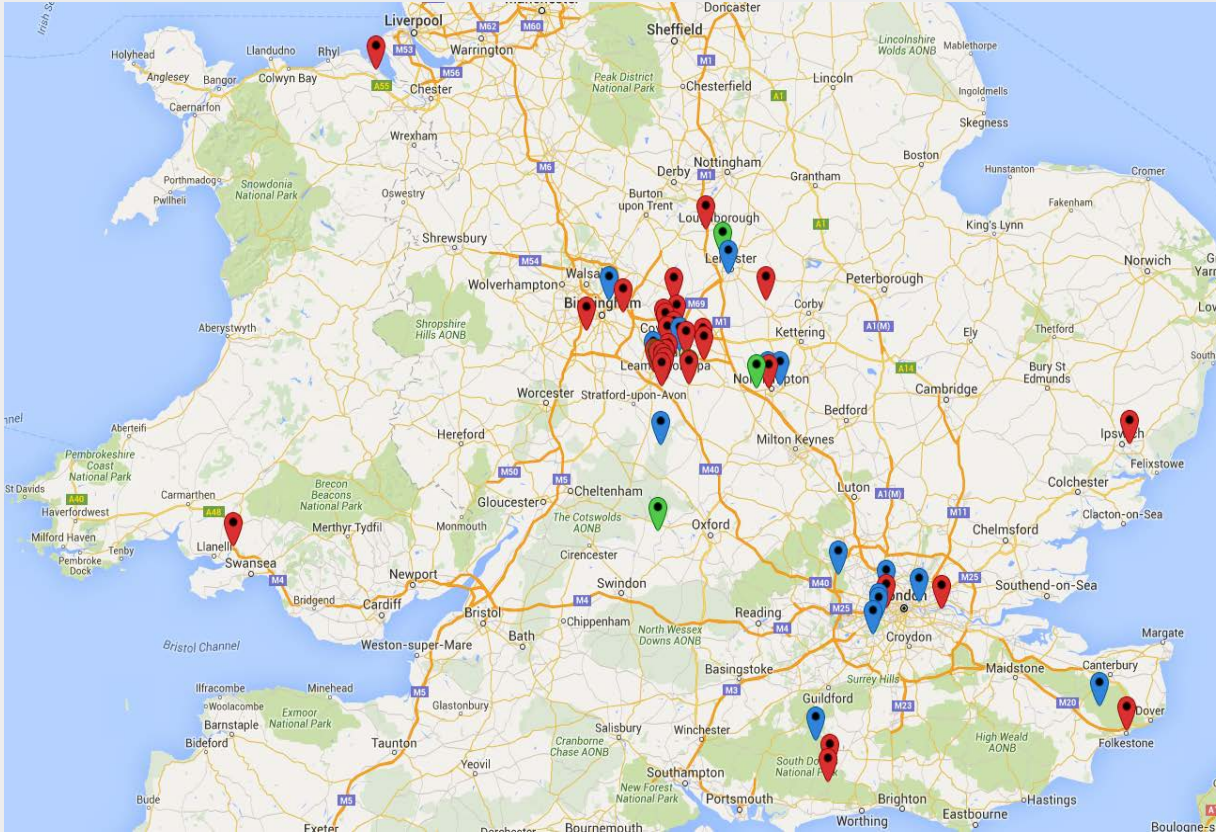 Liverpool
Doncaster
Sheffield
Irish Se
M62
M60
Holyhead
Llandudno
Rhyl
M53
Warrington
M1
Lincolnshire
Wolds AONB
Mablethorpe
Anglesey
Bangor
Colwyn Bay
A55
M56
Peak District
National Park
Chesterfield
Lincoln
Chester
A1
Ingoldmells
Caernarfon
Skegness
Wrexham
Boston
Nottingham
M6
Derby
M1
Hunstanton
Cromer
Porthmadog
Snowdonia
National Park
Oswestry
Grantham
Pwllheli
Burton
upon Trent
Fakenham
A1
King's Lynn
Shrewsbury
M54
Norwich
Wolverhampton
Peterborough
Corby
M69
Aberystwyth
Shropshire
Hills AONB
M1
Kettering
A1(M)
Ely
Thetford
A14
Bury St
Edmunds
Worcester
Stratford-upon-Avon
Cambridge
Bedford
Aberteifi
Hereford
Milton Keynes
Ipswich
Pembrokeshire
Coast
National Park
M50
M5
M40
Felixstowe
St Davids
A40
Carmarthen
Brecon
Beacons
National Park
Gloucester
Cheltenham
Luton
A1(M)
Colchester
Haverfordwest
A48
Merthyr Tydfil
Monmouth
The Cotswolds
AONB
Oxford
M11
Clacton-on-Sea
Milford Haven
Tenby
Llanelli
Chelmsford
Pembroke
Dock
Swansea
Cirencester
M4
Newport
Swindon
M40
M25
Southend-on-Sea
Bridgend
Cardiff
Bristol
M4
Chippenham
Reading
M25
M4
Croydon
Bath
North Wessex
Downs AONB
Bristol Channel
Weston-super-Mare
Margate
Basingstoke
Maidstone
Canterbury
Surrey Hills
Ilfracombe
Minehead
M5
M3
Guildford
M23
M20
Dover
Woolacombe
Exmoor
National Park
Glastonbury
Barnstaple
Salisbury
Winchester
Folkestone
Bideford
Taunton
Cranborne
Chase AONB
High Weald
AONB
Yeovil
Southampton
New Forest
National Park
Portsmouth
Brighton
Hastings
Bude
M5
Worthing
Eastbourne
Exeter
Bournemouth